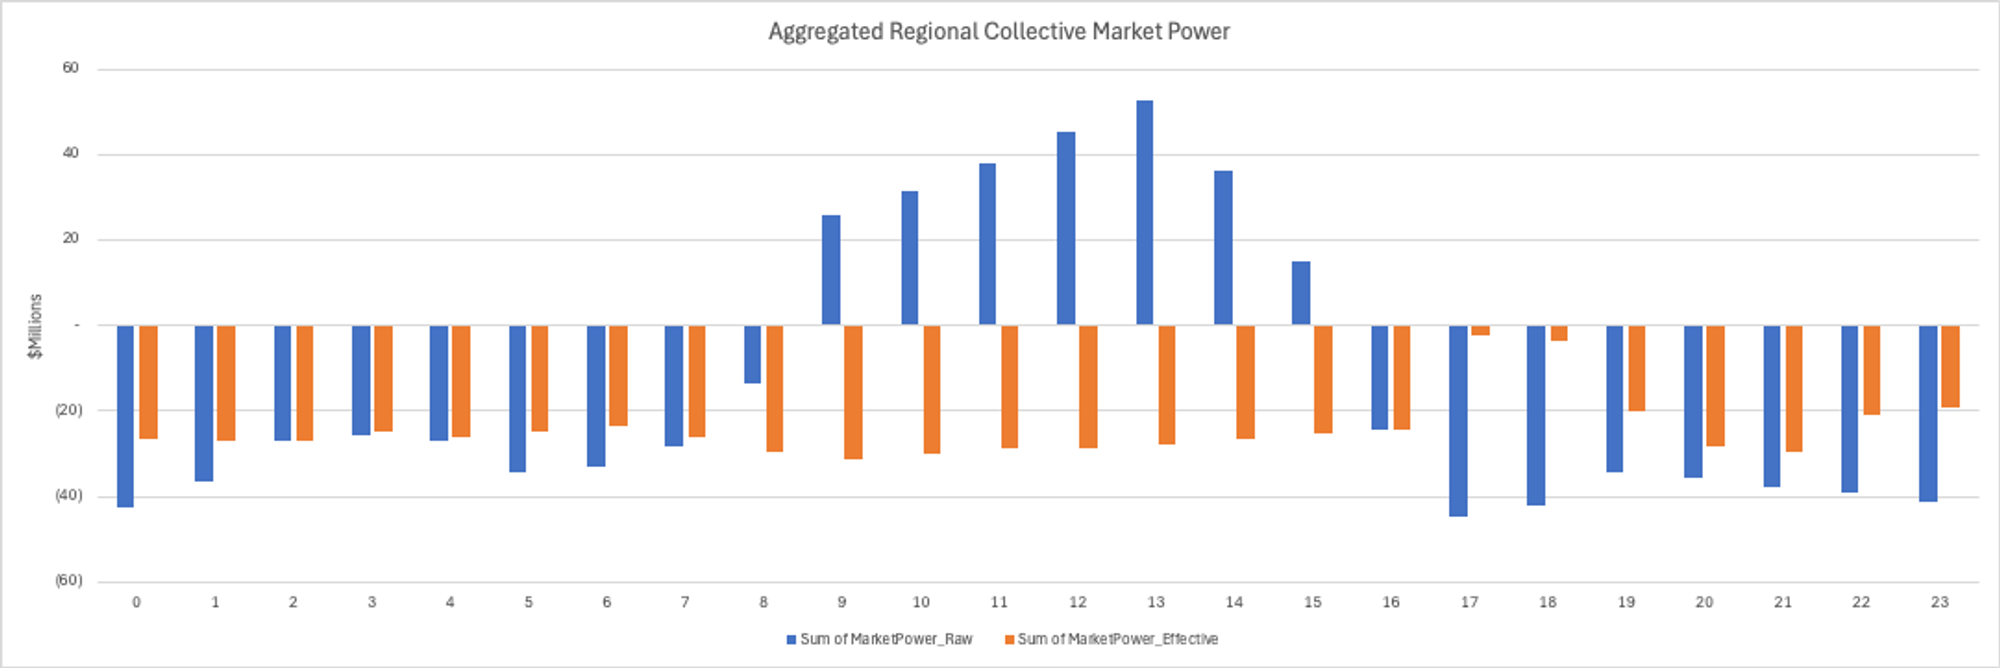 Aggregated Regional Collective Market Power
60
40
20
-
(20)
(40)
(60)
$Millions
0 1 2 3 4 5 6 7 8 9 10 11 12 13 14 15 16 17 18 19 20 21 22 23
Sum of MarketPower_Raw Sum of MarketPower_Effective